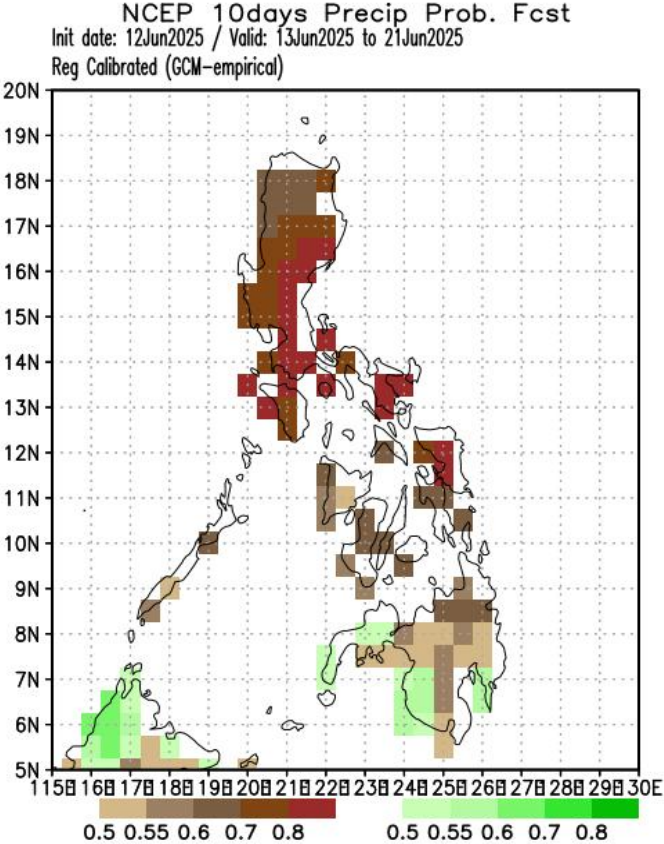 NCEP 10days Precip Prob. Fcst
Init date: 12Jun2025 / Valid: 13Jun2025 to 21Jun2025
Reg Calibrated (GCM-empirical)
20N
19N
18N
17N
16N
15N
14N
13N
12N
11N
10N
9N
8N
7N
6N
5N
115E 116E 117E 118E 119E 120E 121E 122E 123E 124E 125E 126E 127E 128E 129E 130E
0.5 0.55 0.6 0.7 0.8 0.5 0.55 0.6 0.7 0.8